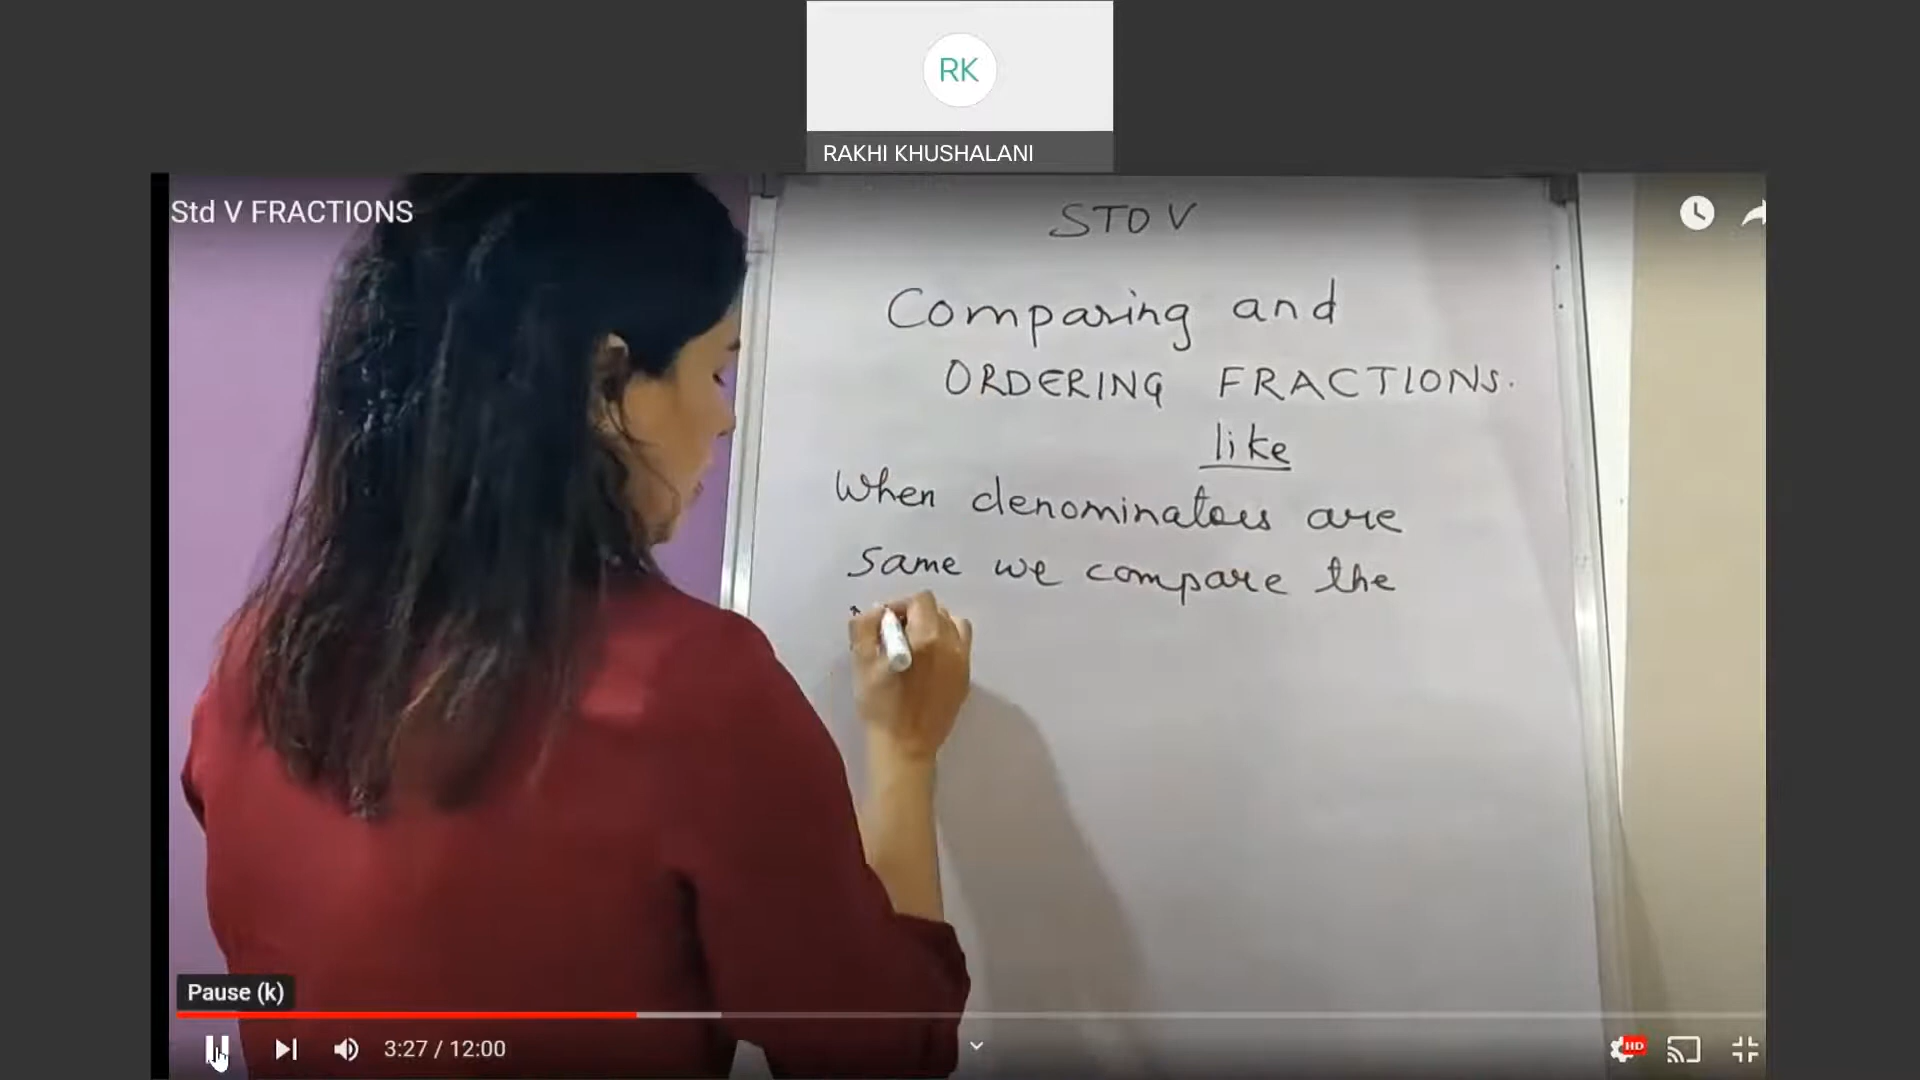 RK
RAKHI KHUSHALANI
Std V FRACTIONS
STD V
Comparing and
ORDERING FRACTIONS.
like
When denominators are
same we compare the
Pause (k)
3:27 / 12:00
HD